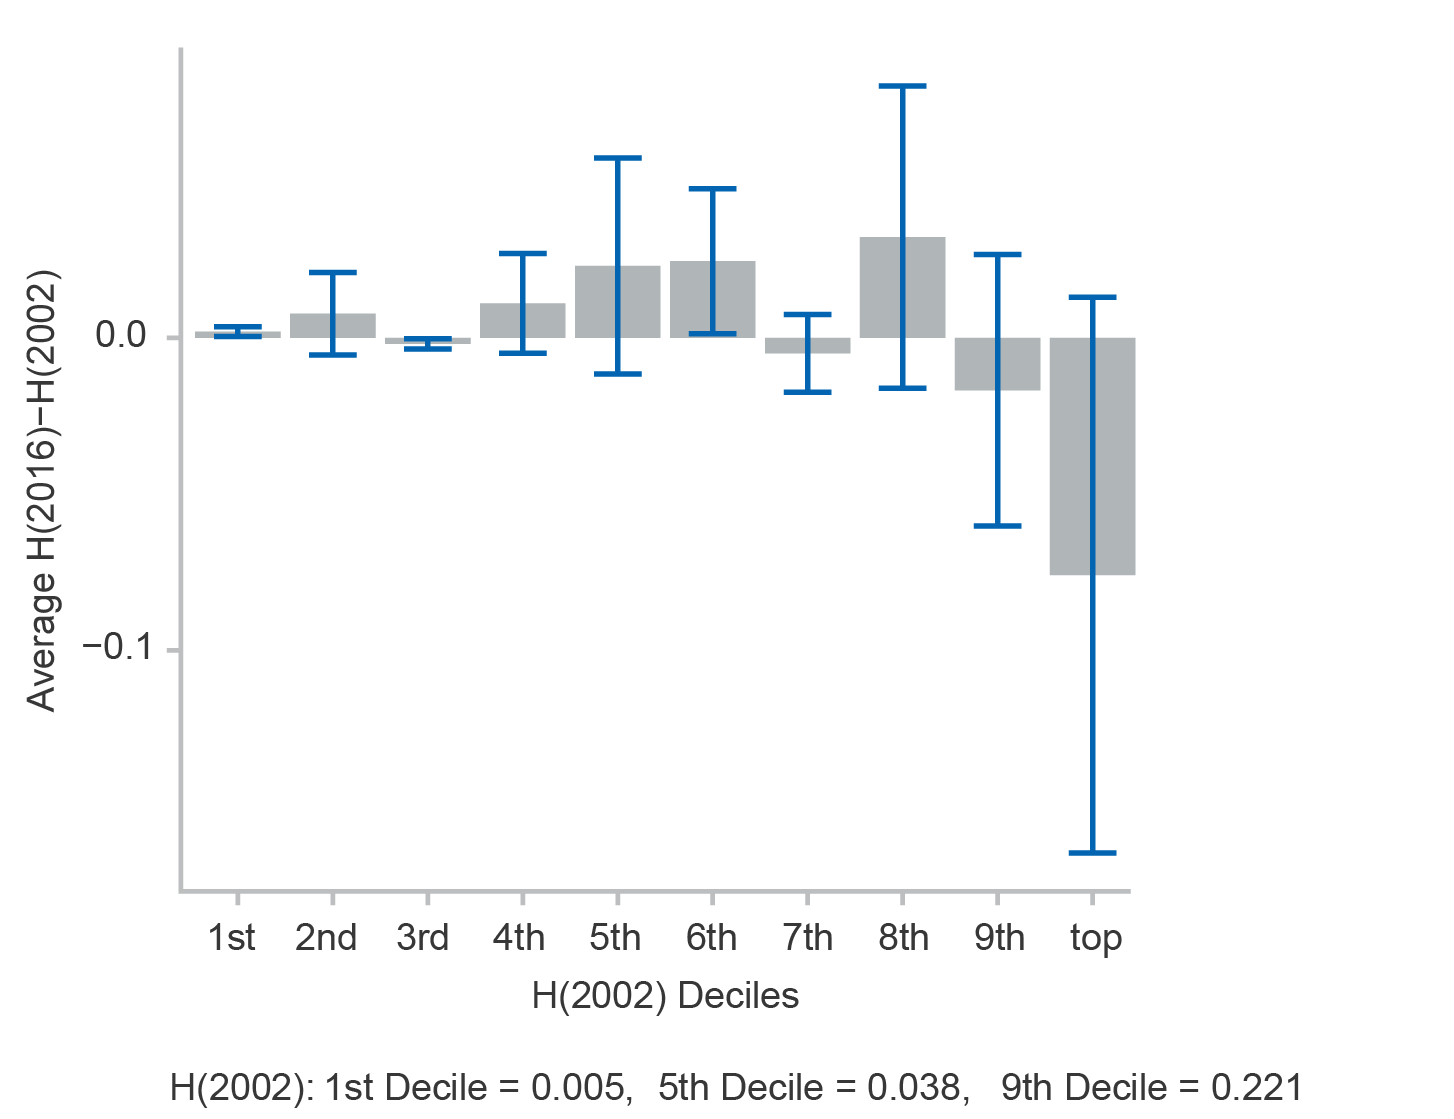 Average H(2016)−H(2002)
0.0
−0.1
1st 2nd 3rd 4th 5th 6th 7th 8th 9th top
H(2002) Deciles
H(2002): 1st Decile = 0.005, 5th Decile = 0.038, 9th Decile = 0.221